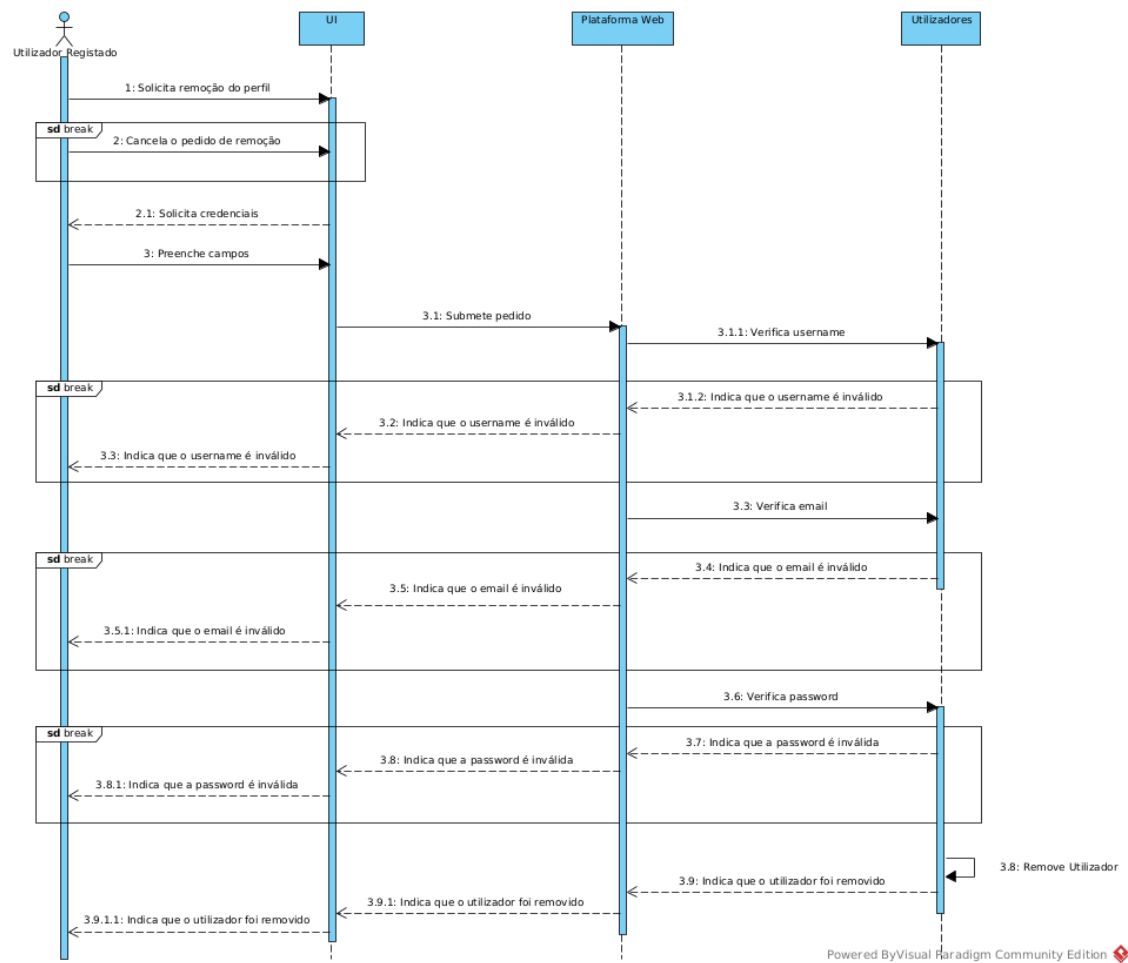 UI
Plataforma Web
Utilizadores
Utilizador Registado
1: Solicita remoção do perfil
sd break
2: Cancela o pedido de remoção
2.1: Solicita credenciais
3: Preenche campos
3.1: Submete pedido
3.1.1: Verifica username
sd break
3.1.2: Indica que o username é inválido
3.2: Indica que o username é inválido
3.3: Indica que o username é inválido
3.3: Verifica email
sd break
3.4: Indica que o email é inválido
3.5: Indica que o email é inválido
3.5.1: Indica que o email é inválido
3.6: Verifica password
sd break
3.7: Indica que a password é inválida
3.8: Indica que a password é inválida
3.8.1: Indica que a password é inválida
3.8: Remove Utilizador
3.9: Indica que o utilizador foi removido
3.9.1: Indica que o utilizador foi removido
3.9.1.1: Indica que o utilizador foi removido
Powered ByVisual Paradigm Community Edition